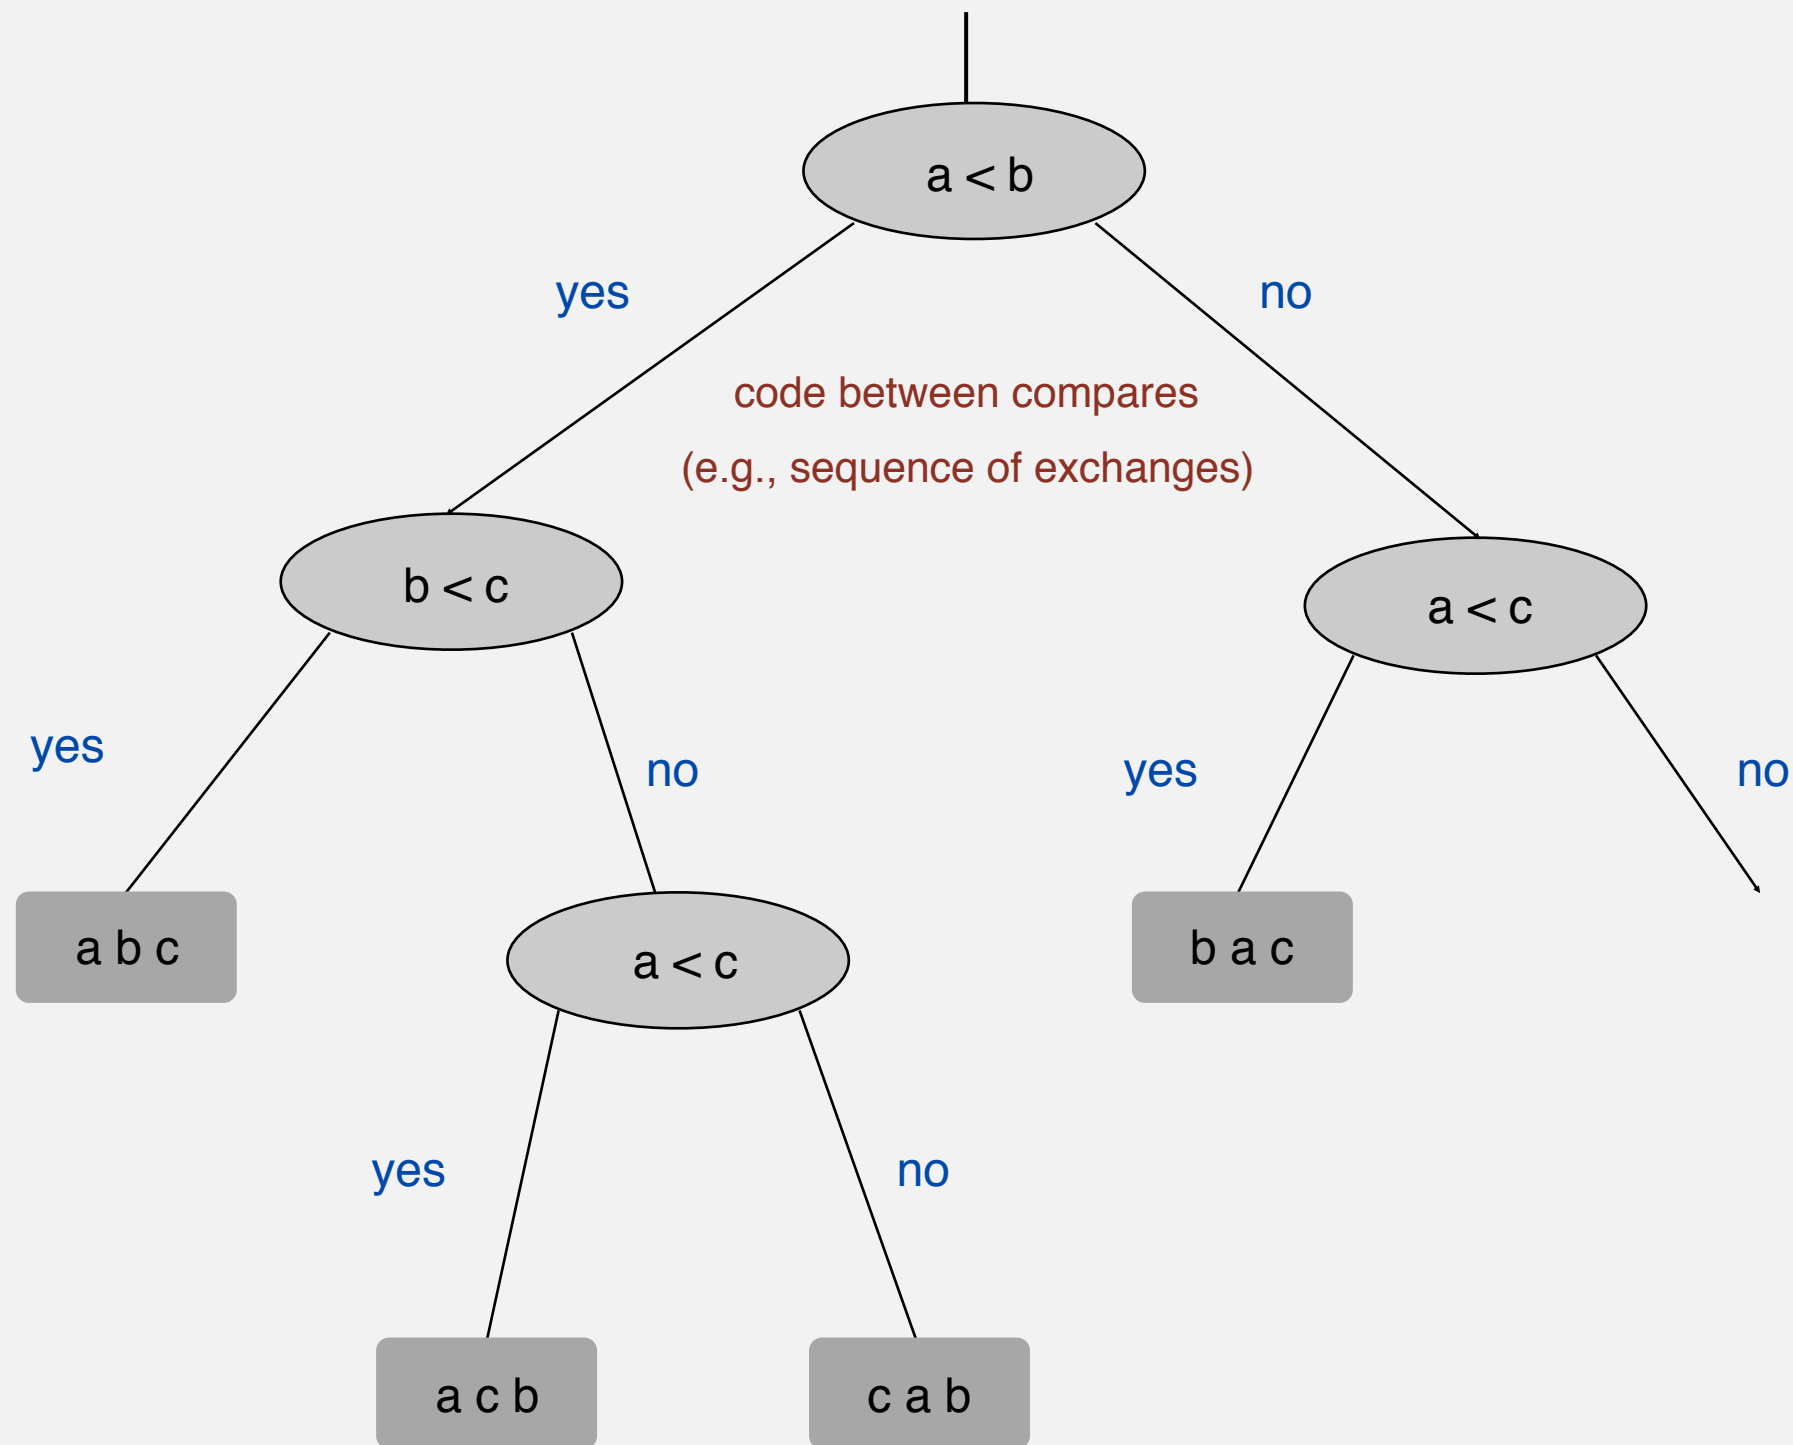 a < b
yes
no
code between compares
(e.g., sequence of exchanges)
b < c
a < c
yes
no
yes
no
a b c
a < c
b a c
yes
no
a c b
c a b